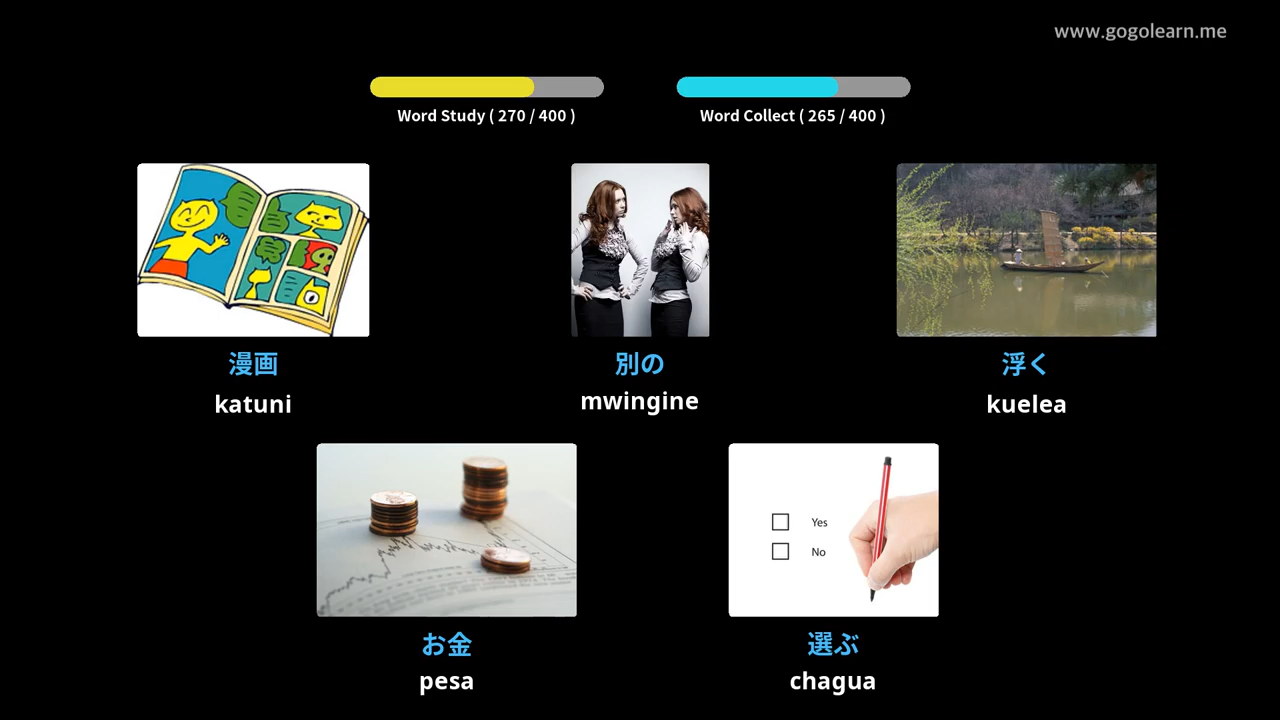 www.gogolearn.me
Word Study ( 270 / 400 )
Word Collect ( 265 / 400 )
漫画
katuni
別の
mwingine
浮く
kuelea
Yes
No
お金
pesa
選ぶ
chagua